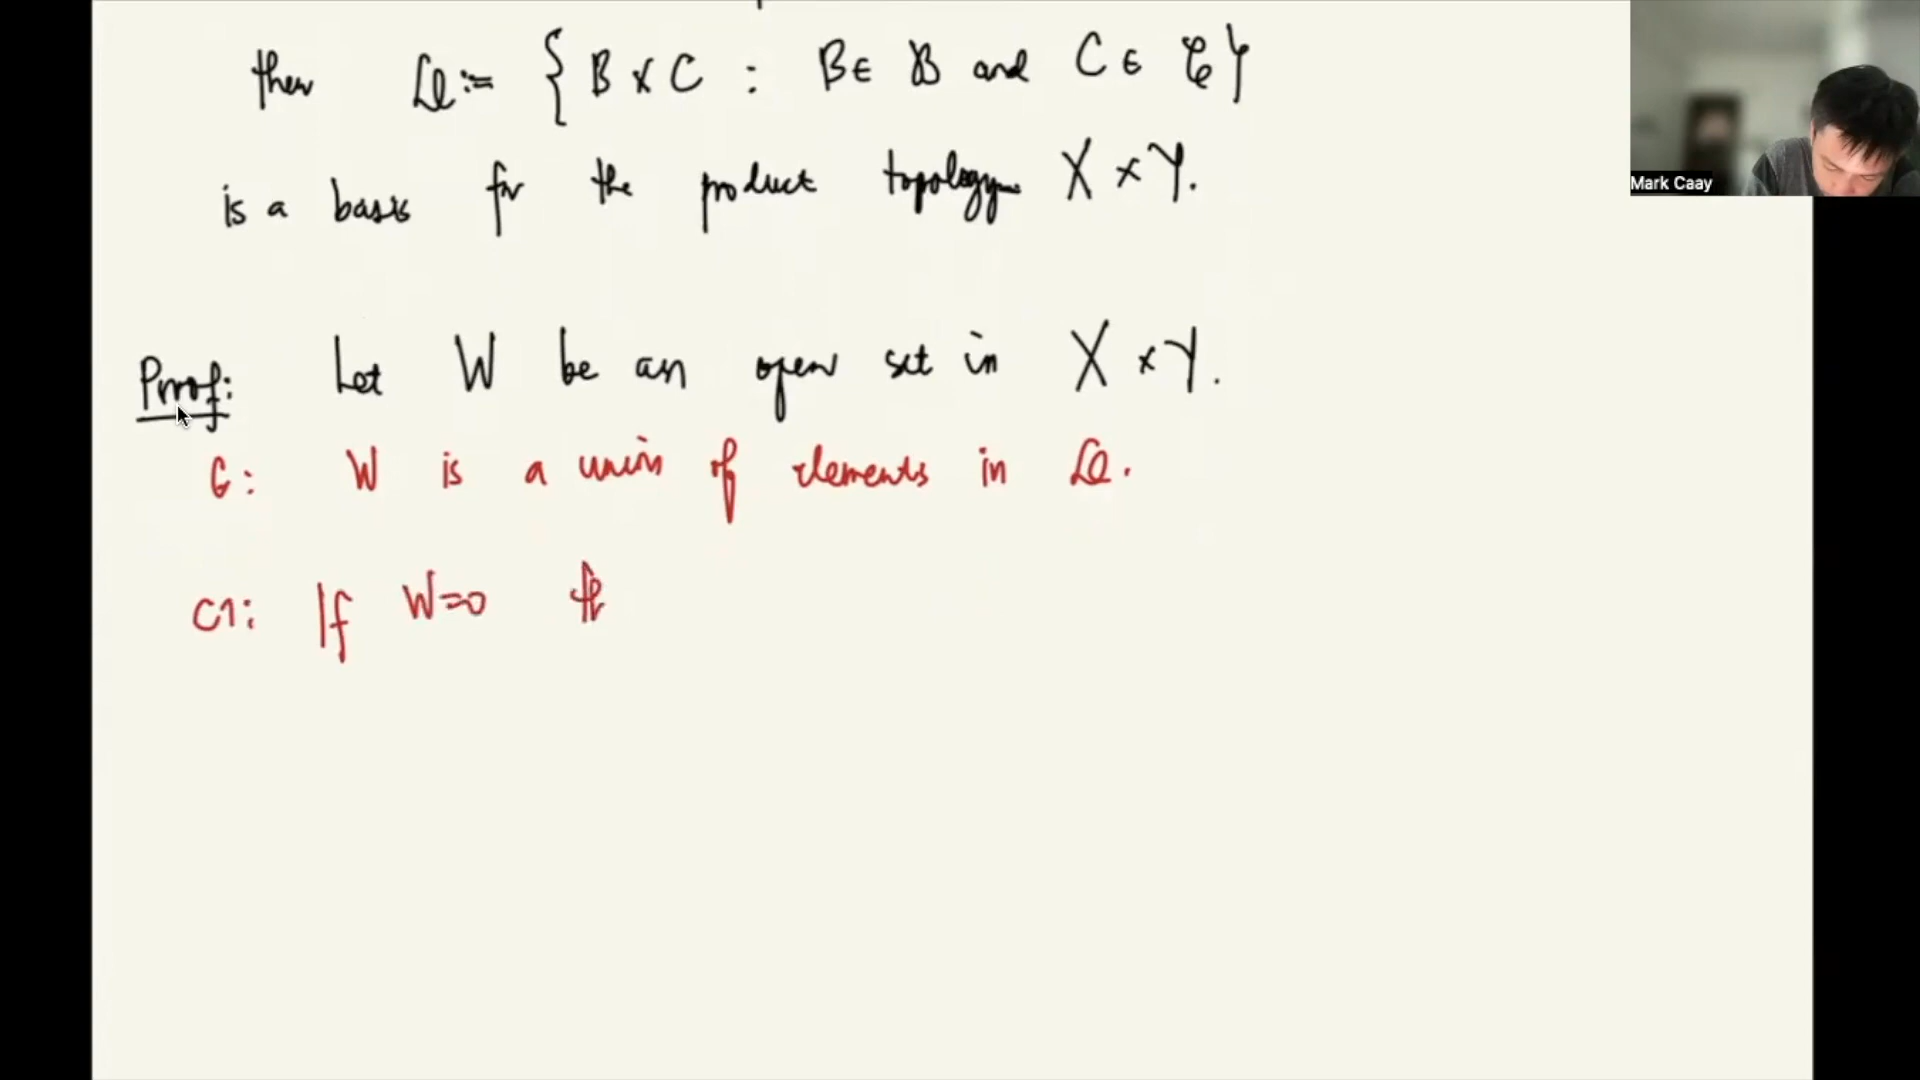 then 𝒟 := { B × C : B ∈ ℬ and C ∈ 𝒞 }
is a basis for the product topology X × Y.
Mark Caay
Proof: Let W be an open set in X × Y.
G: W is a union of elements in 𝒟.
C1: If W=0 th